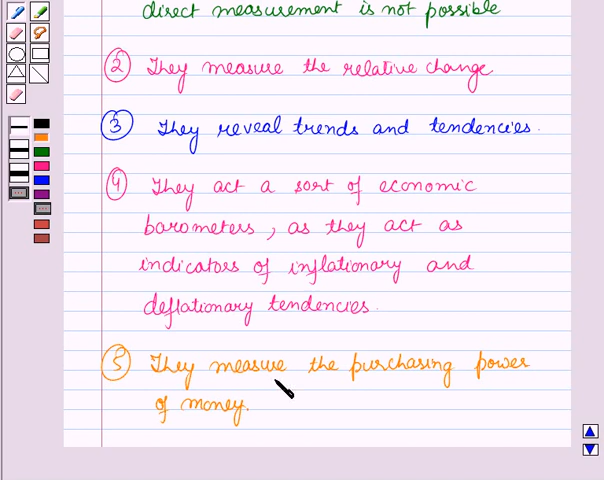 direct measurement is not possible
② They measure the relative change
③ They reveal trends and tendencies.
④ They act a sort of economic
barometers, as they act as
indicators of inflationary and
deflationary tendencies.
⑤ They measure the purchasing power
of money.